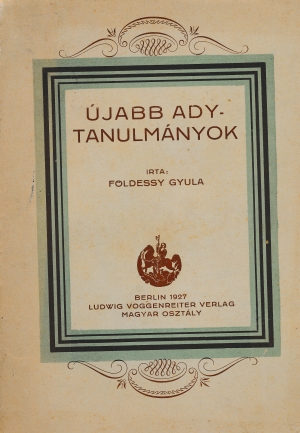 ÚJABB ADY-
TANULMÁNYOK
IRTA:
FÖLDESSY GYULA
BERLIN 1927
LUDWIG VOGGENREITER VERLAG
MAGYAR OSZTÁLY